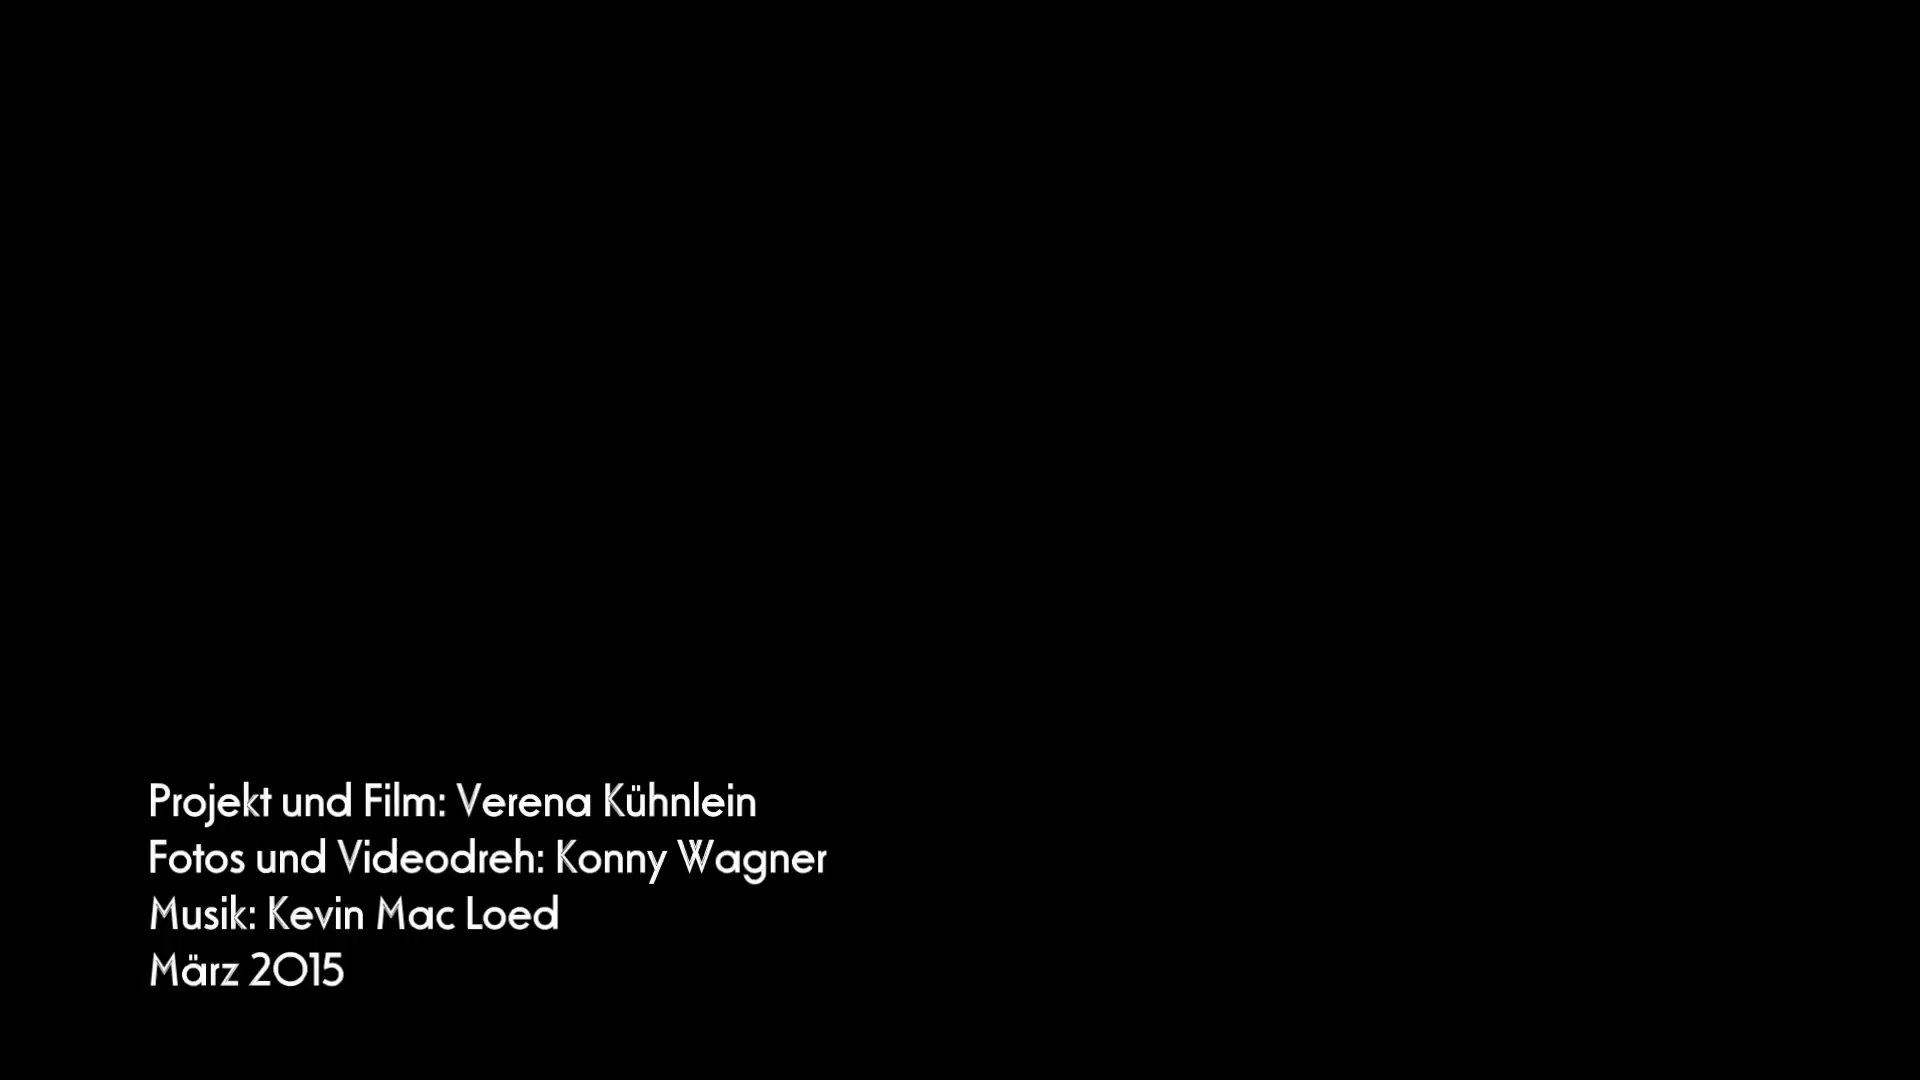 Projekt und Film: Verena Kühnlein
Fotos und Videodreh: Konny Wagner
Musik: Kevin Mac Loed
März 2015